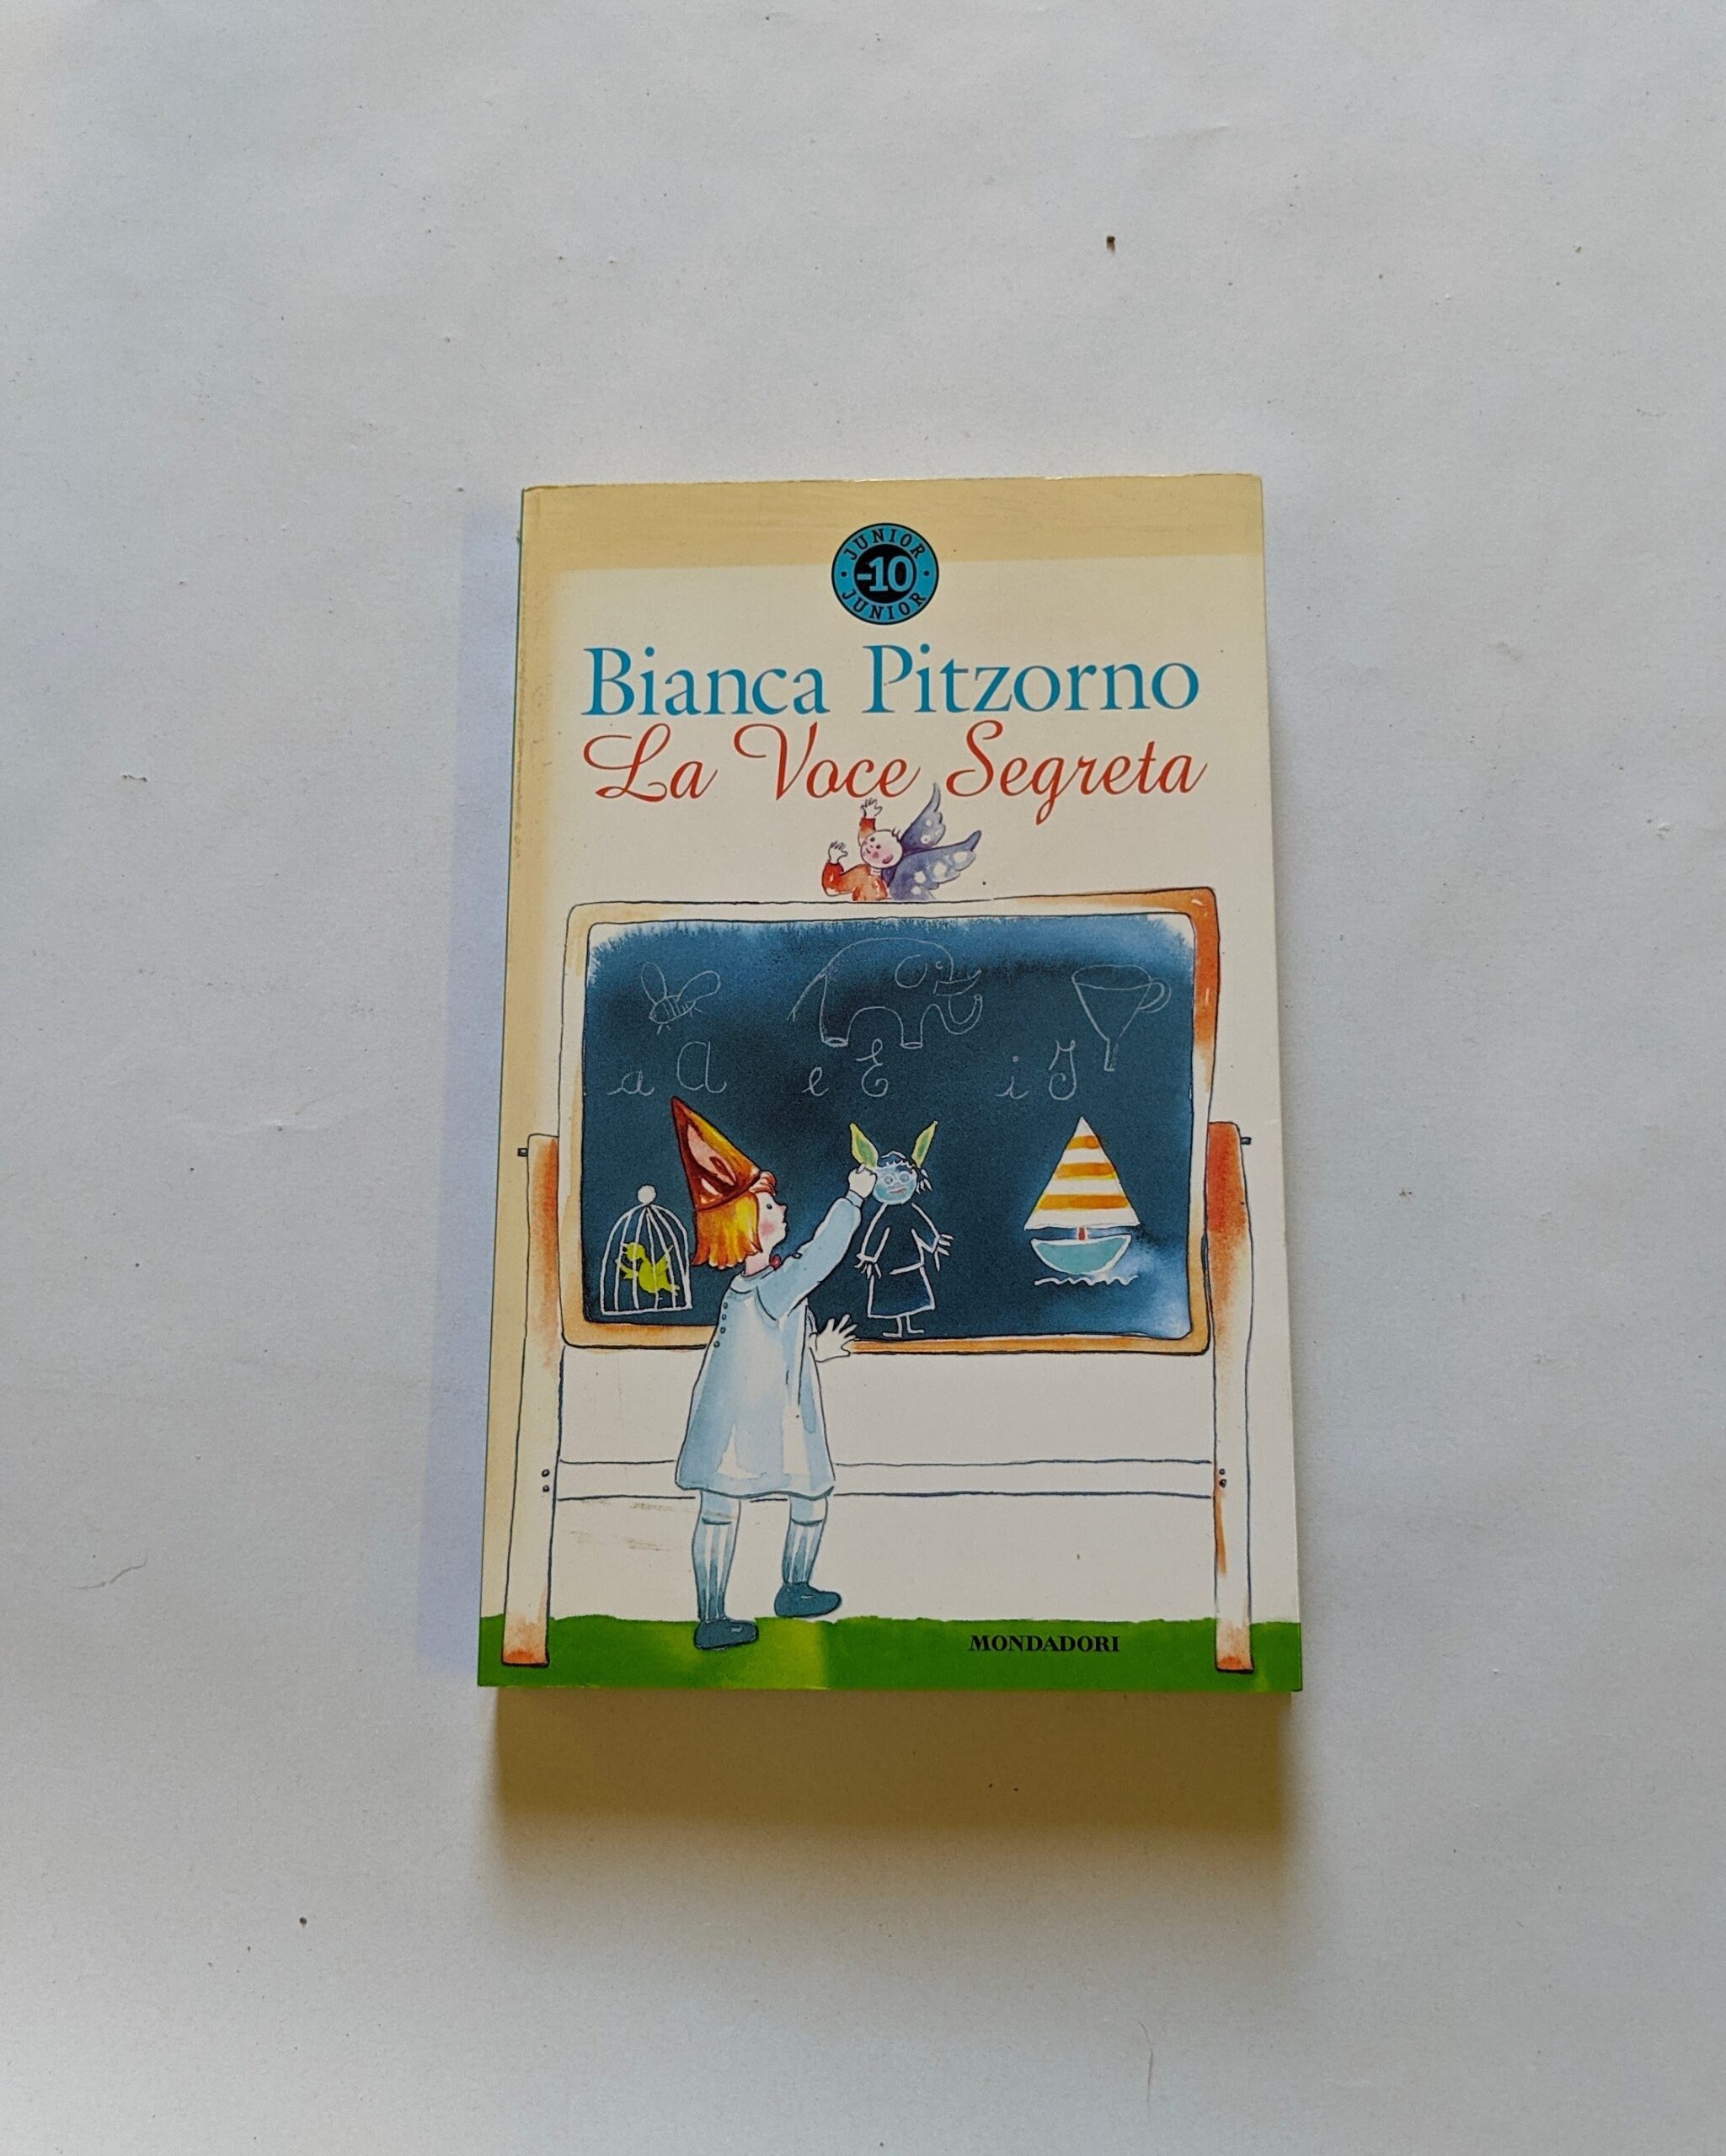 JUNIOR
-10
JUNIOR
Bianca Pitzorno
La Voce Segreta
a A e E i I
MONDADORI